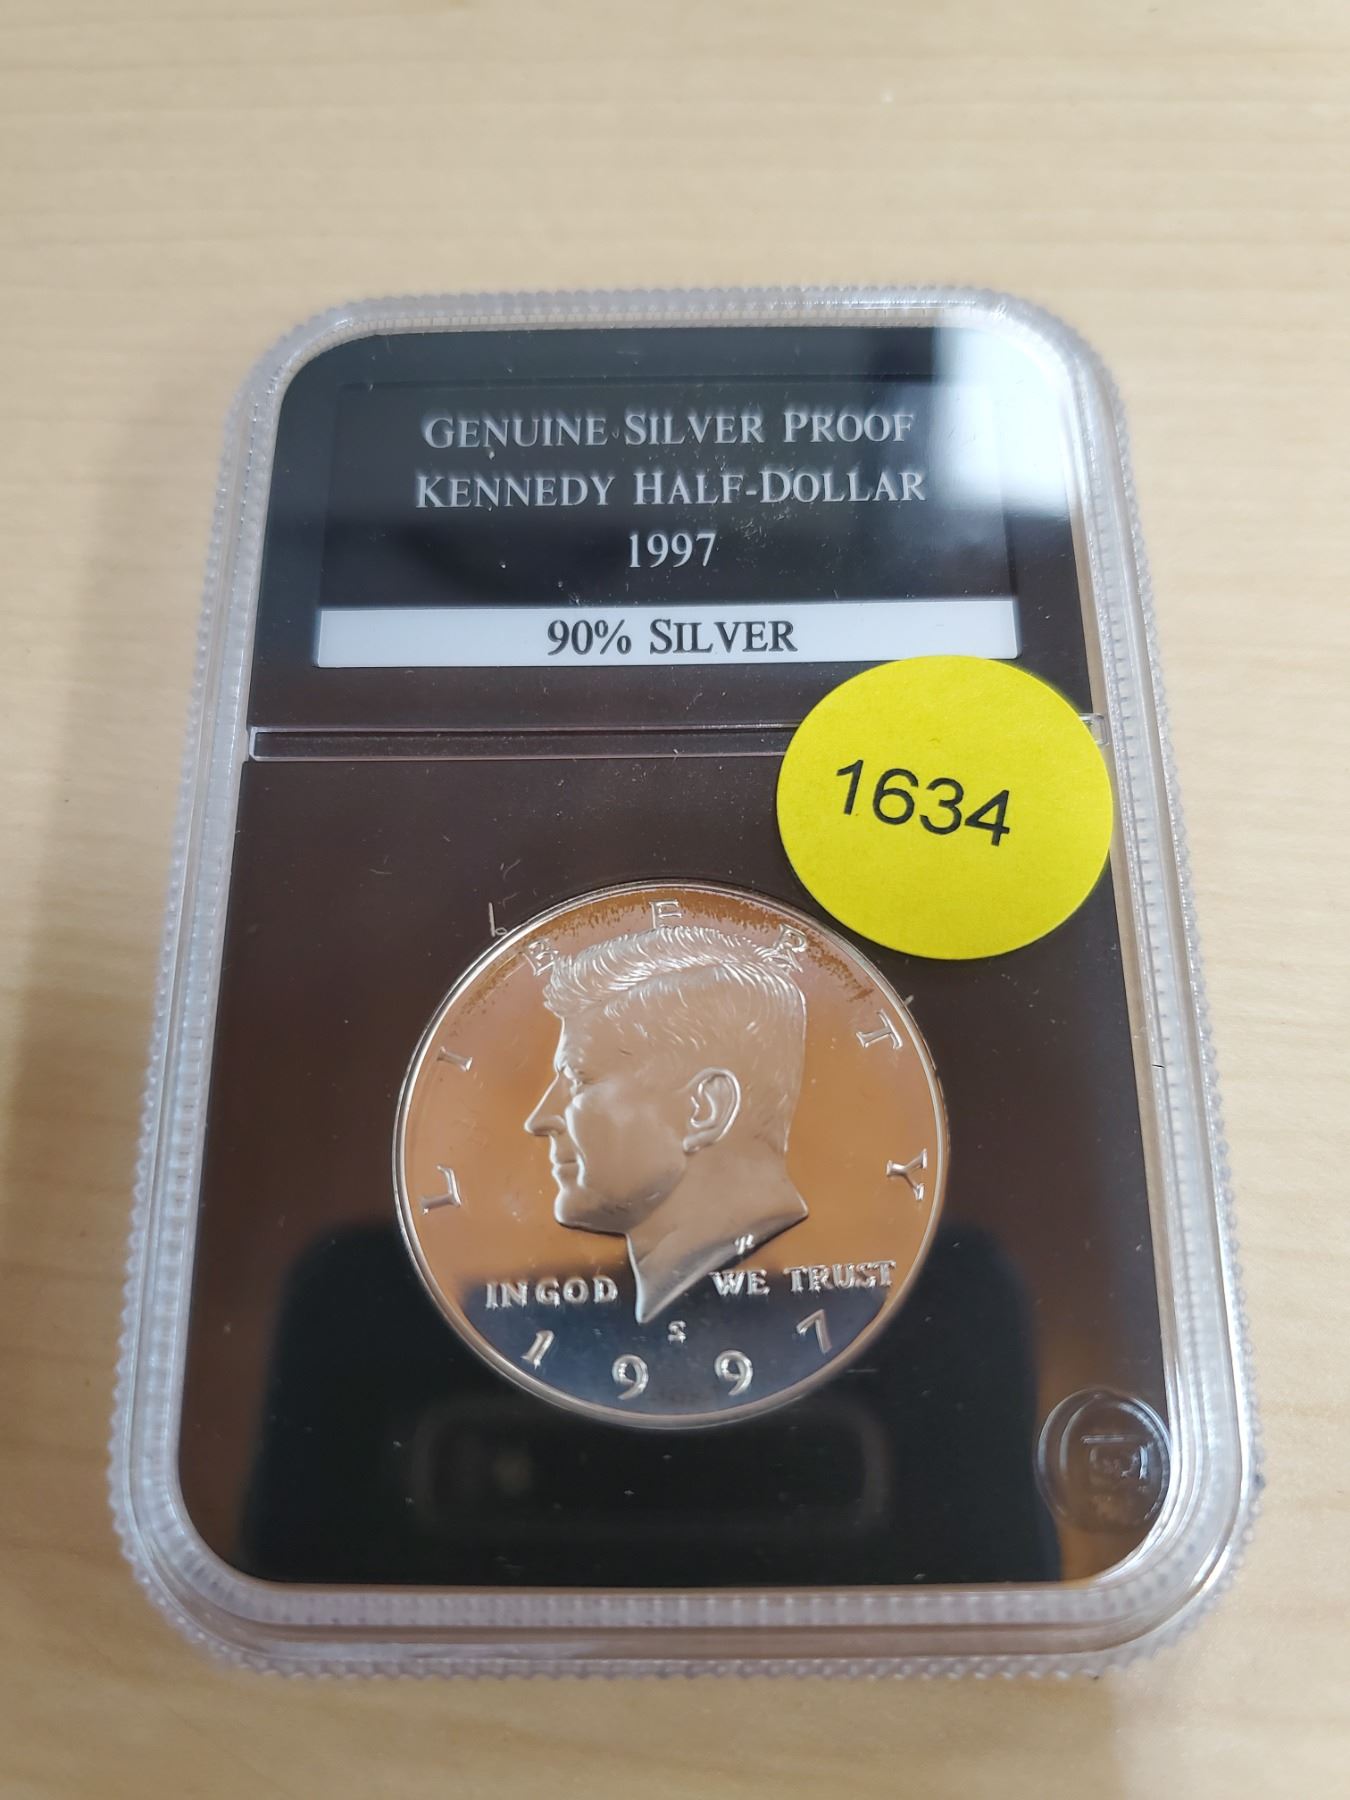 GENUINE SILVER PROOF
KENNEDY HALF-DOLLAR
1997
90% SILVER
1634
LIBERTY
IN GOD WE TRUST
S
1997